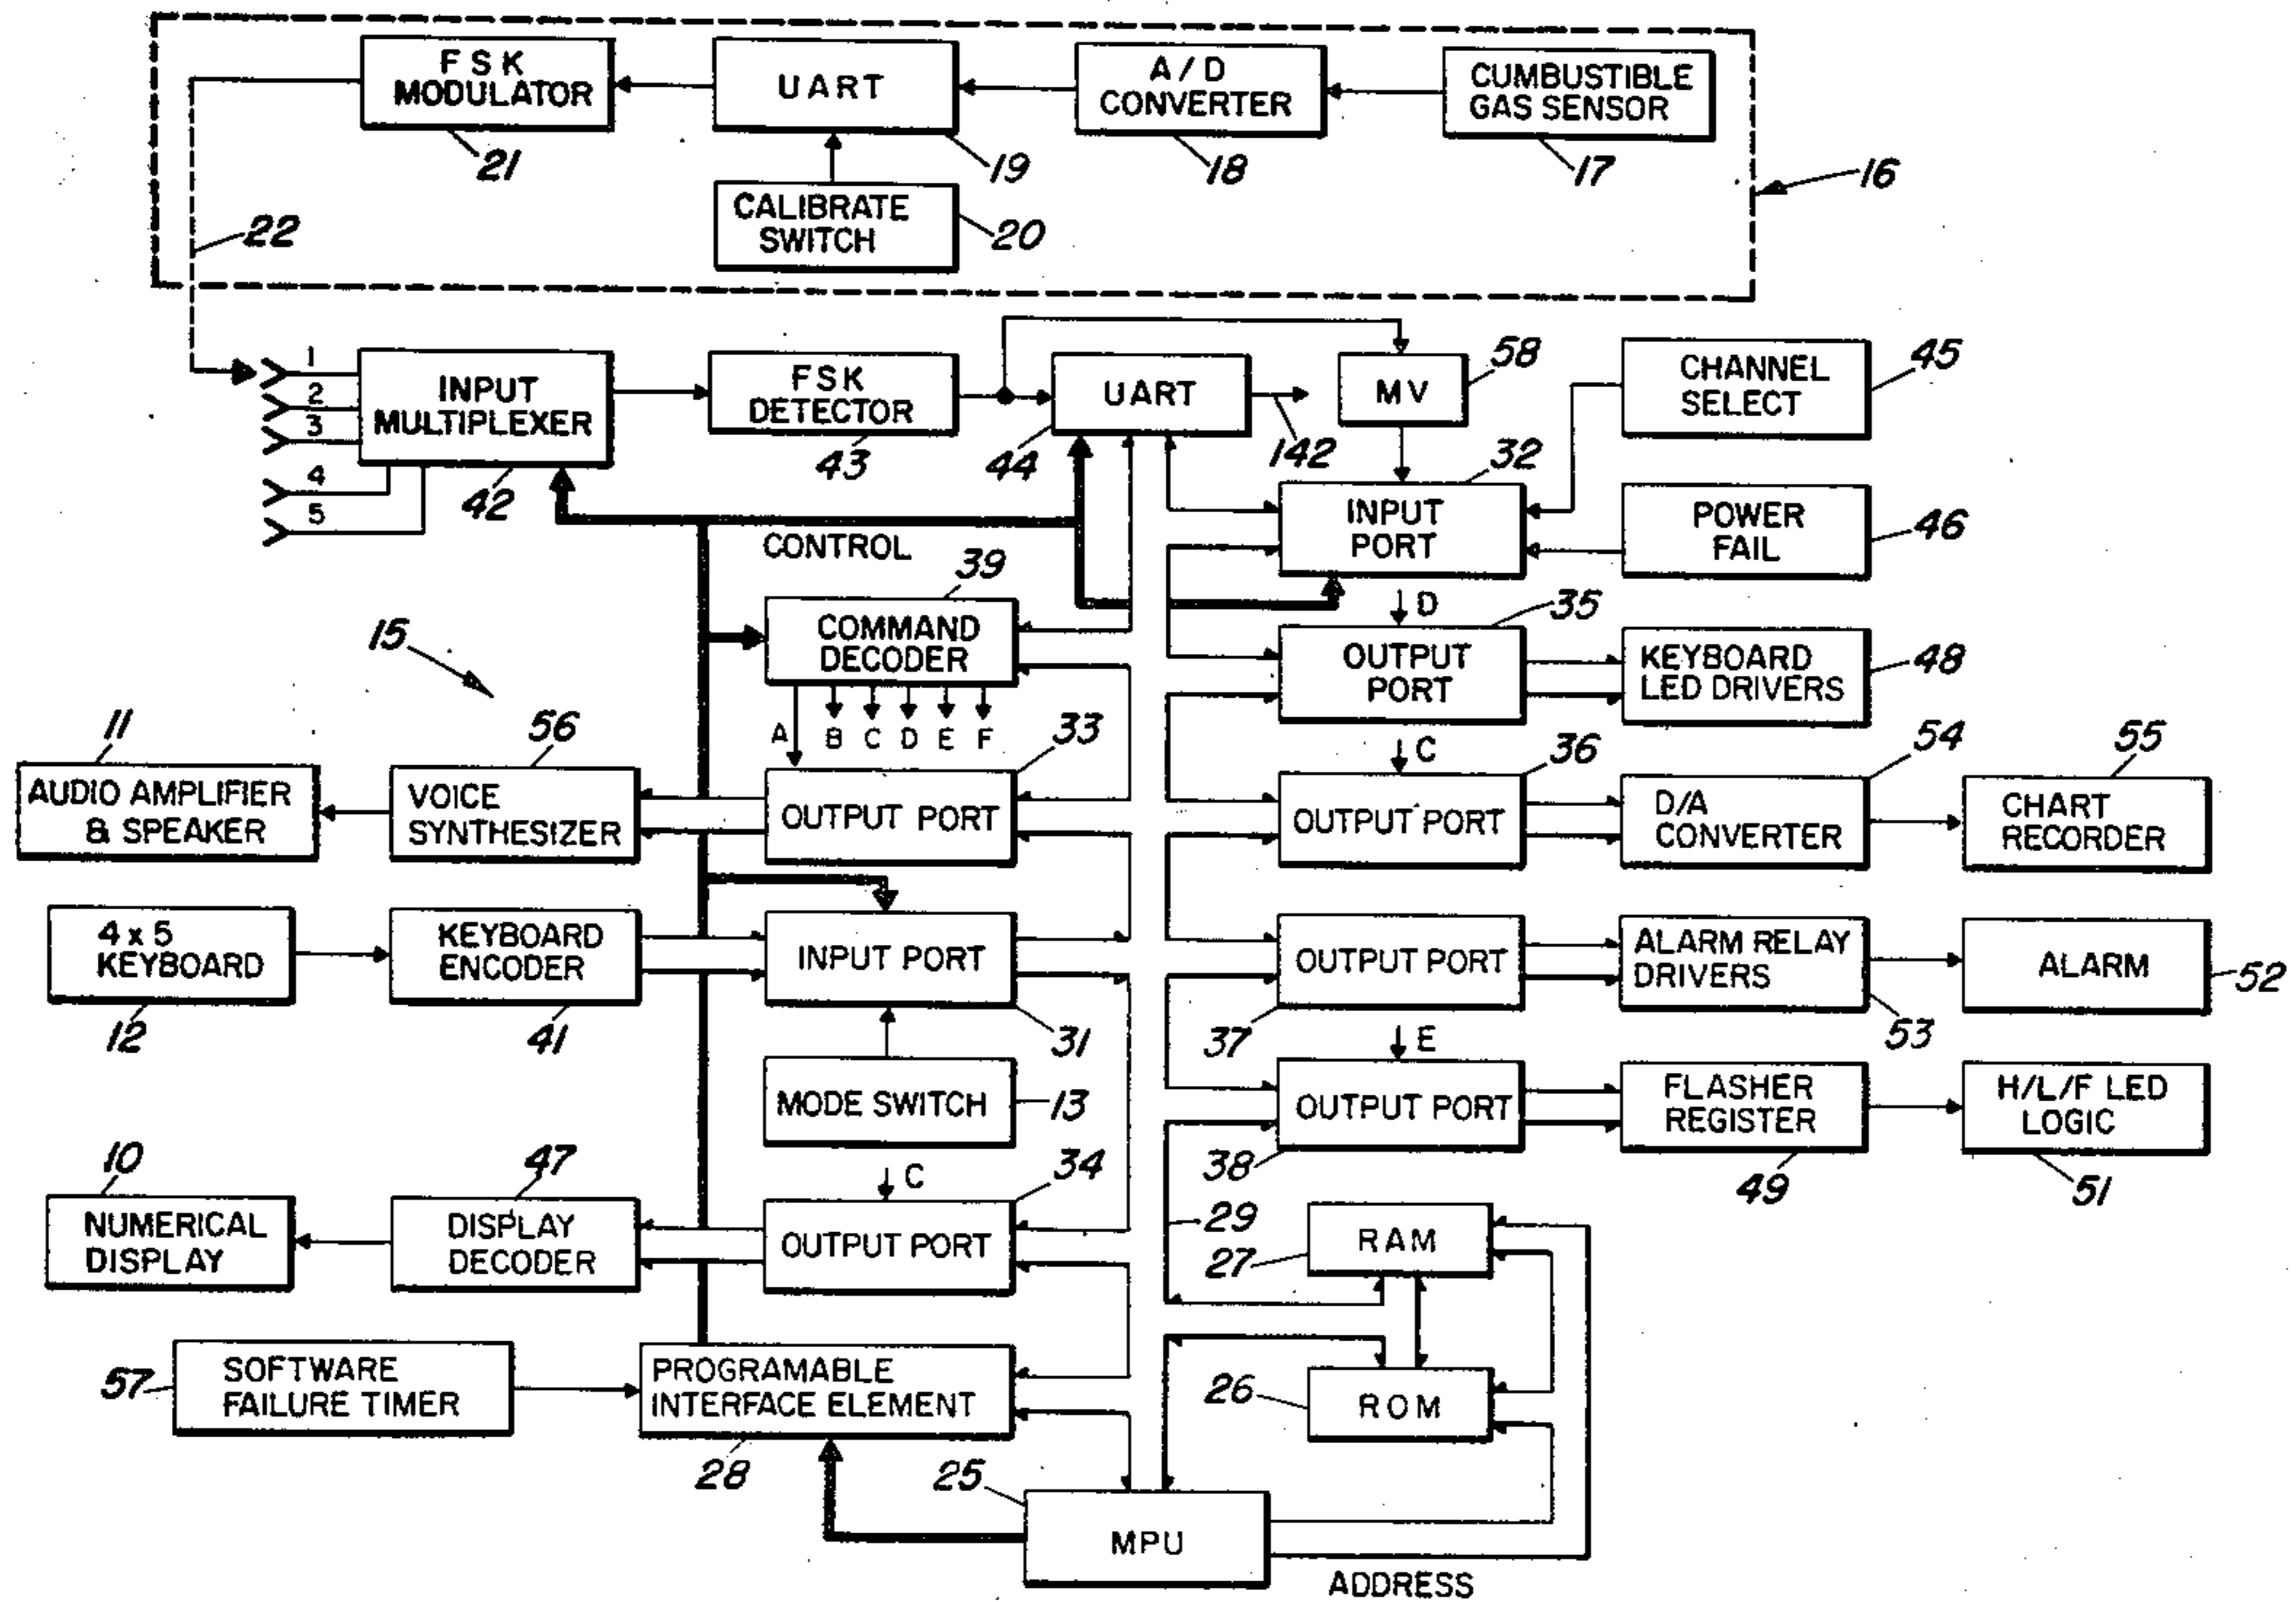 F S K
MODULATOR
UART
A/D
CONVERTER
CUMBUSTIBLE
GAS SENSOR
21
19
18
17
16
CALIBRATE
SWITCH
20
22
1
2
3
4
5
INPUT
MULTIPLEXER
42
FSK
DETECTOR
43
UART
44
142
MV
58
CHANNEL
SELECT
45
32
INPUT
PORT
POWER
FAIL
46
CONTROL
39
COMMAND
DECODER
A
B
C
D
E
F
D
35
OUTPUT
PORT
KEYBOARD
LED DRIVERS
48
15
11
AUDIO AMPLIFIER
& SPEAKER
56
VOICE
SYNTHESIZER
33
OUTPUT PORT
C
36
OUTPUT PORT
54
D/A
CONVERTER
55
CHART
RECORDER
4 x 5
KEYBOARD
12
KEYBOARD
ENCODER
41
INPUT PORT
31
OUTPUT PORT
37
ALARM RELAY
DRIVERS
53
ALARM
52
MODE SWITCH
13
E
OUTPUT PORT
38
FLASHER
REGISTER
49
H/L/F LED
LOGIC
51
10
NUMERICAL
DISPLAY
47
DISPLAY
DECODER
C
34
OUTPUT PORT
29
27
RAM
57
SOFTWARE
FAILURE TIMER
PROGRAMABLE
INTERFACE ELEMENT
28
26
ROM
25
MPU
ADDRESS